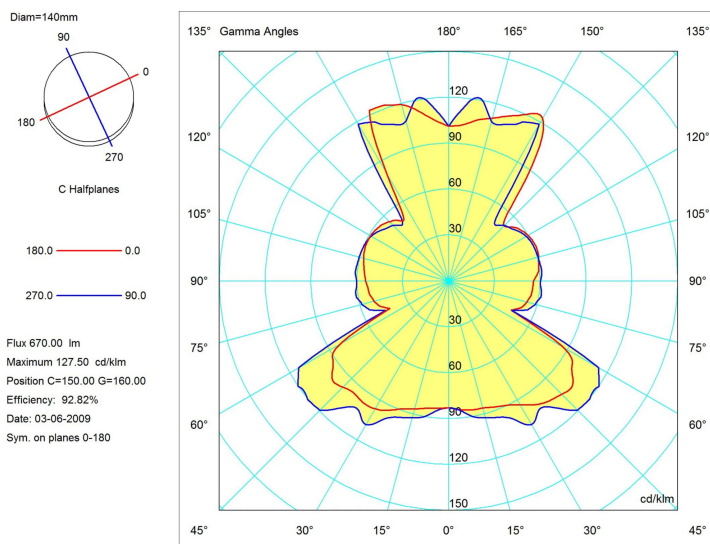 Diam=140mm
90
0
180
270
C Halfplanes
180.0 0.0
270.0 90.0
Flux 670.00 lm
Maximum 127.50 cd/klm
Position C=150.00 G=160.00
Efficiency: 92.82%
Date: 03-06-2009
Sym. on planes 0-180
135° Gamma Angles 180° 165° 150° 135°
120° 120°
105° 105°
90° 90°
75° 75°
60° 60°
45° 30° 15° 0° 15° 30° 45°
120
90
60
30
30
60
90
120
150
cd/klm